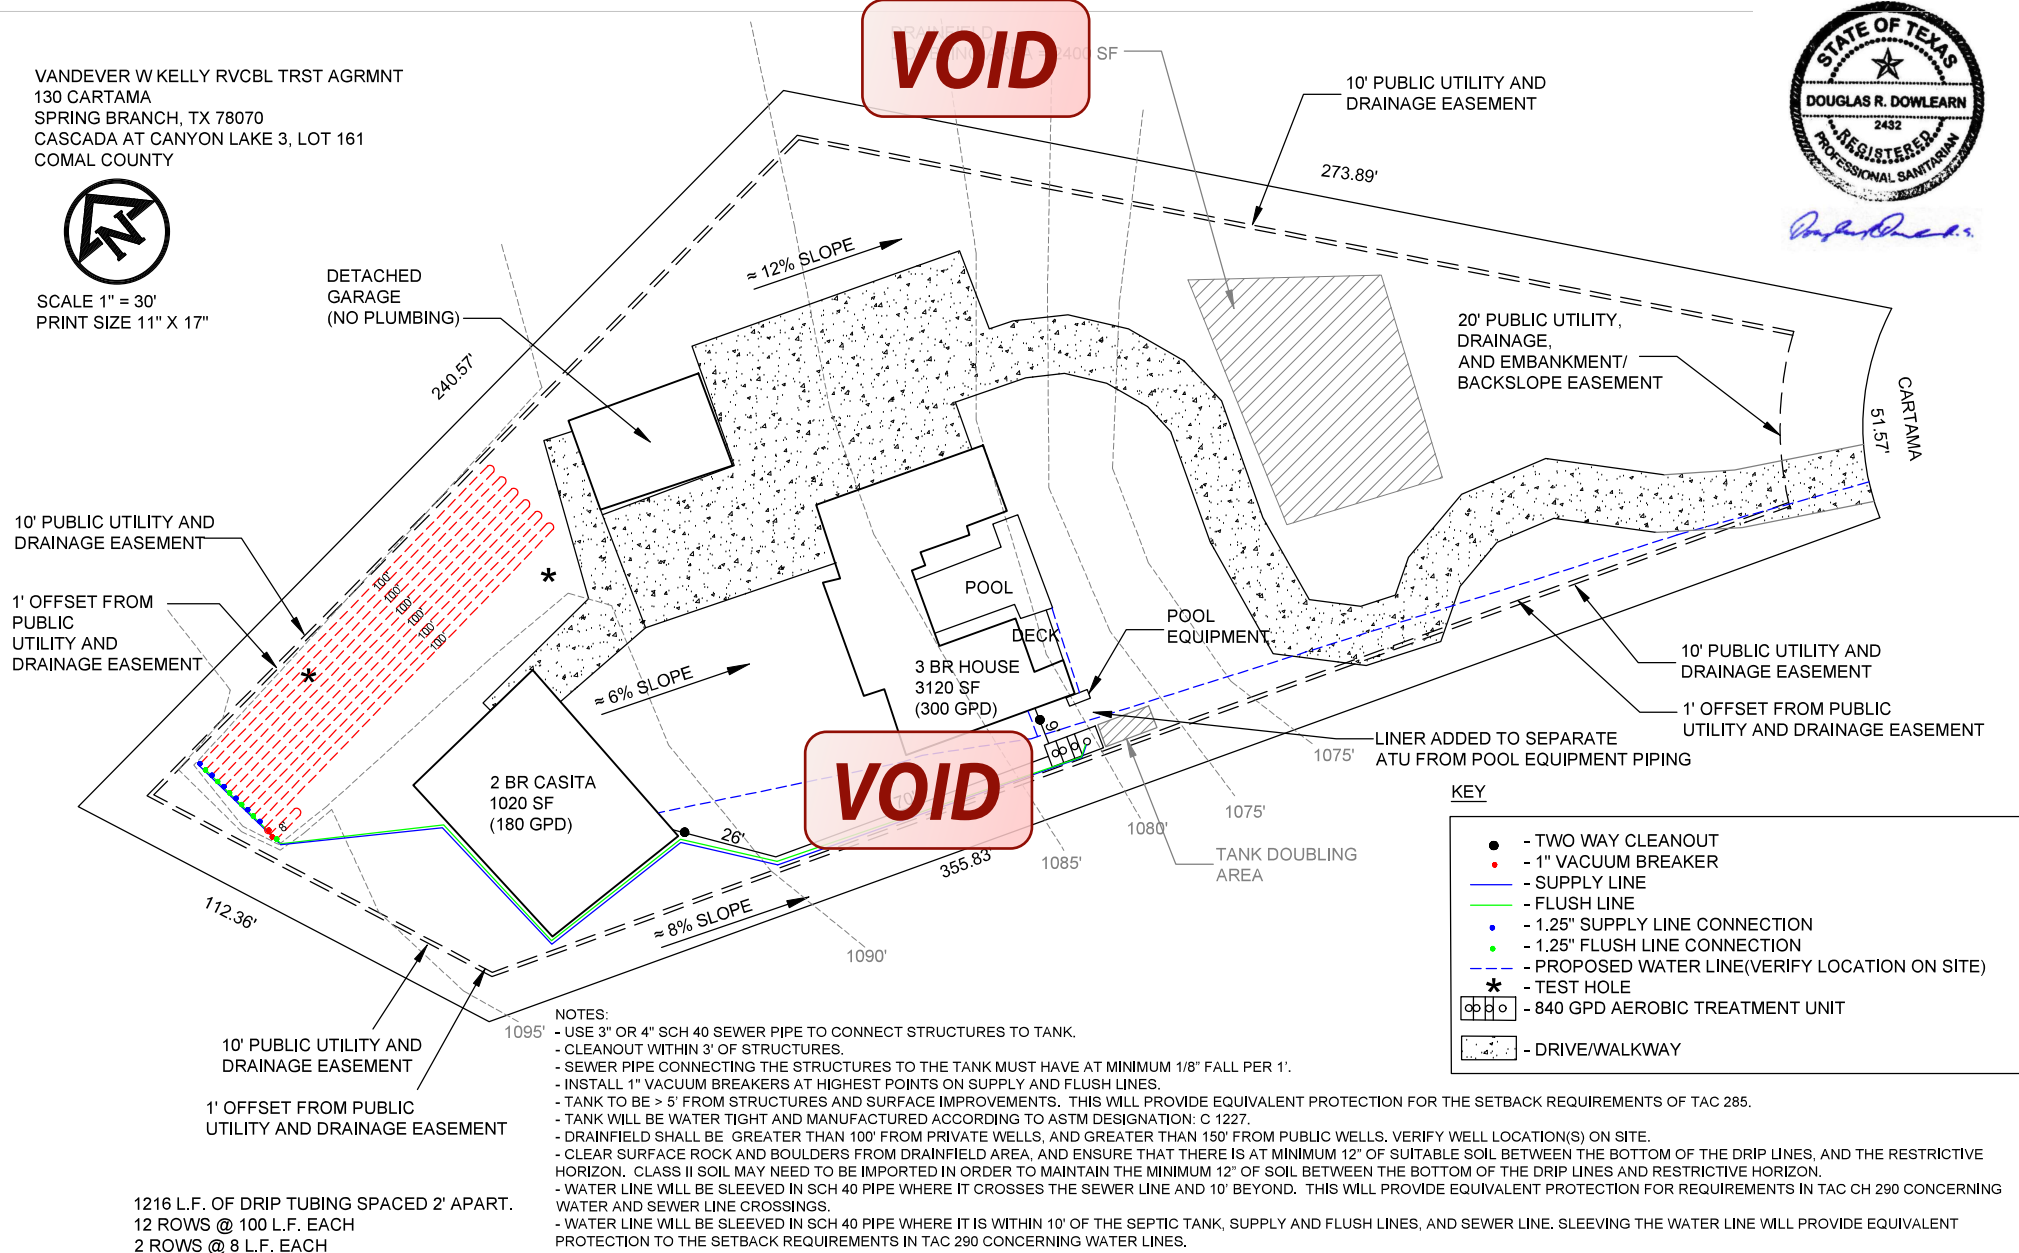 VANDEVER W KELLY RVCBL TRST AGRMNT
130 CARTAMA
SPRING BRANCH, TX 78070
CASCADA AT CANYON LAKE 3, LOT 161
COMAL COUNTY
N
SCALE 1" = 30'
PRINT SIZE 11" X 17"
DRAINFIELD
2400 SF
VOID
10' PUBLIC UTILITY AND
DRAINAGE EASEMENT
STATE OF TEXAS
DOUGLAS R. DOWLEARN
2432
REGISTERED
PROFESSIONAL SANITARIAN
273.89'
≈ 12% SLOPE
DETACHED
GARAGE
(NO PLUMBING)
240.57'
20' PUBLIC UTILITY,
DRAINAGE,
AND EMBANKMENT/
BACKSLOPE EASEMENT
CARTAMA
51.57'
10' PUBLIC UTILITY AND
DRAINAGE EASEMENT
1' OFFSET FROM
PUBLIC
UTILITY AND
DRAINAGE EASEMENT
100'
100'
100'
100'
100'
100'
POOL
DECK
POOL
EQUIPMENT
3 BR HOUSE
3120 SF
(300 GPD)
≈ 6% SLOPE
9'
10' PUBLIC UTILITY AND
DRAINAGE EASEMENT
1' OFFSET FROM PUBLIC
UTILITY AND DRAINAGE EASEMENT
LINER ADDED TO SEPARATE
ATU FROM POOL EQUIPMENT PIPING
2 BR CASITA
1020 SF
(180 GPD)
8'
26'
VOID
70'
1075'
1075'
1080'
1085'
TANK DOUBLING
AREA
355.83'
≈ 8% SLOPE
112.36'
1090'
1095'
10' PUBLIC UTILITY AND
DRAINAGE EASEMENT
1' OFFSET FROM PUBLIC
UTILITY AND DRAINAGE EASEMENT
KEY
- TWO WAY CLEANOUT
- 1" VACUUM BREAKER
- SUPPLY LINE
- FLUSH LINE
- 1.25" SUPPLY LINE CONNECTION
- 1.25" FLUSH LINE CONNECTION
- PROPOSED WATER LINE(VERIFY LOCATION ON SITE)
* - TEST HOLE
- 840 GPD AEROBIC TREATMENT UNIT
- DRIVE/WALKWAY
NOTES:
- USE 3" OR 4" SCH 40 SEWER PIPE TO CONNECT STRUCTURES TO TANK.
- CLEANOUT WITHIN 3' OF STRUCTURES.
- SEWER PIPE CONNECTING THE STRUCTURES TO THE TANK MUST HAVE AT MINIMUM 1/8" FALL PER 1'.
- INSTALL 1" VACUUM BREAKERS AT HIGHEST POINTS ON SUPPLY AND FLUSH LINES.
- TANK TO BE > 5' FROM STRUCTURES AND SURFACE IMPROVEMENTS. THIS WILL PROVIDE EQUIVALENT PROTECTION FOR THE SETBACK REQUIREMENTS OF TAC 285.
- TANK WILL BE WATER TIGHT AND MANUFACTURED ACCORDING TO ASTM DESIGNATION: C 1227.
- DRAINFIELD SHALL BE GREATER THAN 100' FROM PRIVATE WELLS, AND GREATER THAN 150' FROM PUBLIC WELLS. VERIFY WELL LOCATION(S) ON SITE.
- CLEAR SURFACE ROCK AND BOULDERS FROM DRAINFIELD AREA, AND ENSURE THAT THERE IS AT MINIMUM 12" OF SUITABLE SOIL BETWEEN THE BOTTOM OF THE DRIP LINES, AND THE RESTRICTIVE
HORIZON. CLASS II SOIL MAY NEED TO BE IMPORTED IN ORDER TO MAINTAIN THE MINIMUM 12" OF SOIL BETWEEN THE BOTTOM OF THE DRIP LINES AND RESTRICTIVE HORIZON.
- WATER LINE WILL BE SLEEVED IN SCH 40 PIPE WHERE IT CROSSES THE SEWER LINE AND 10' BEYOND. THIS WILL PROVIDE EQUIVALENT PROTECTION FOR REQUIREMENTS IN TAC CH 290 CONCERNING
WATER AND SEWER LINE CROSSINGS.
- WATER LINE WILL BE SLEEVED IN SCH 40 PIPE WHERE IT IS WITHIN 10' OF THE SEPTIC TANK, SUPPLY AND FLUSH LINES, AND SEWER LINE. SLEEVING THE WATER LINE WILL PROVIDE EQUIVALENT
PROTECTION TO THE SETBACK REQUIREMENTS IN TAC 290 CONCERNING WATER LINES.
1216 L.F. OF DRIP TUBING SPACED 2' APART.
12 ROWS @ 100 L.F. EACH
2 ROWS @ 8 L.F. EACH